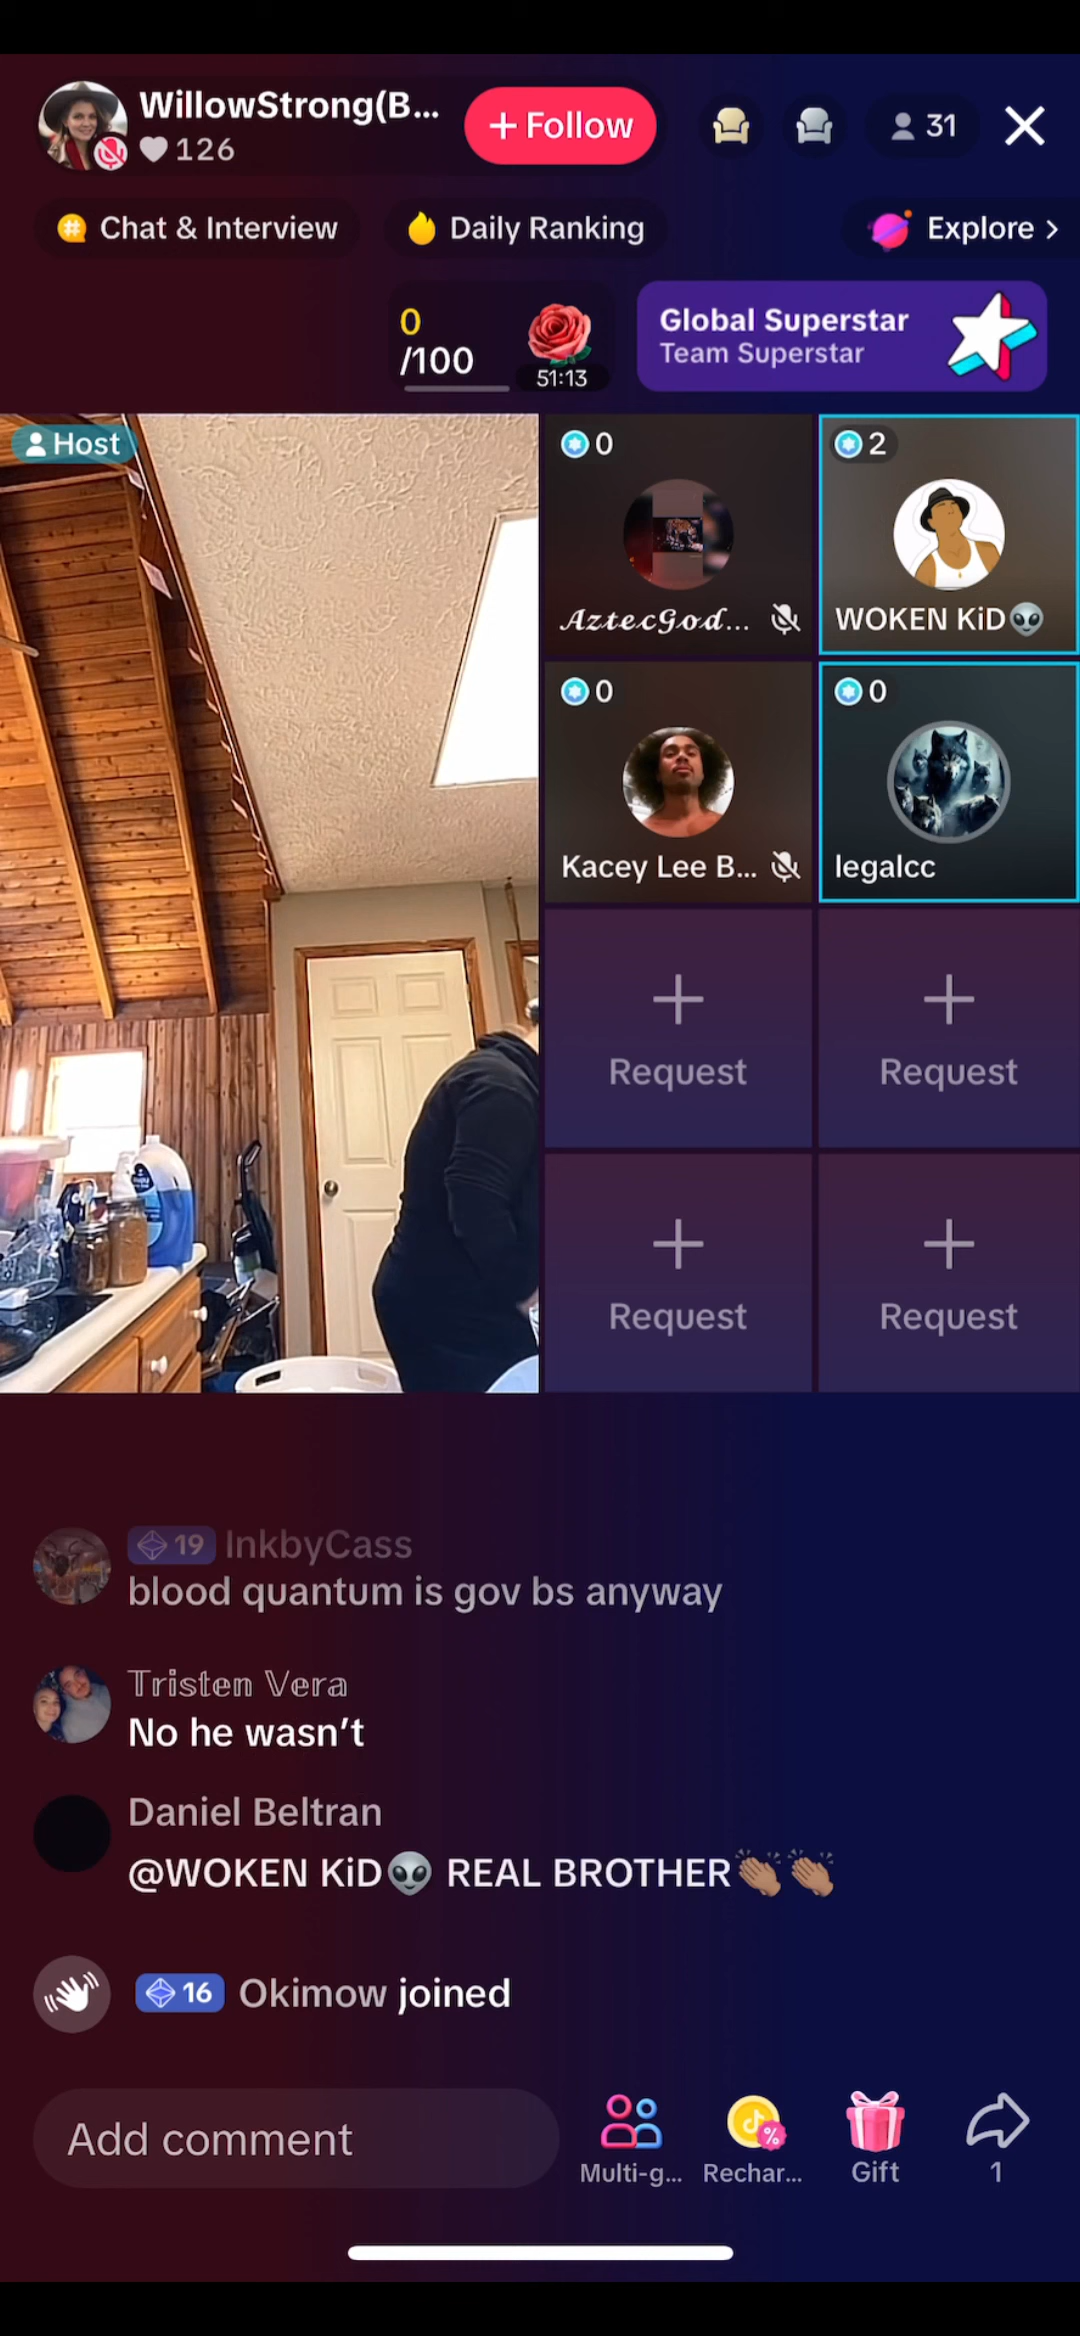 WillowStrong(B...
126
+ Follow
31
Chat & Interview
Daily Ranking
Explore >
0
/100
51:13
Global Superstar
Team Superstar
Host
0
AztecGod...
2
WOKEN KiD👽
0
Kacey Lee B...
0
legalcc
Request
Request
Request
Request
19 InkbyCass
blood quantum is gov bs anyway
𝕋risten 𝕍era
No he wasn’t
Daniel Beltran
@WOKEN KiD👽 REAL BROTHER👏🏽👏🏽
16 Okimow joined
Add comment
Multi-g...
Rechar...
Gift
1